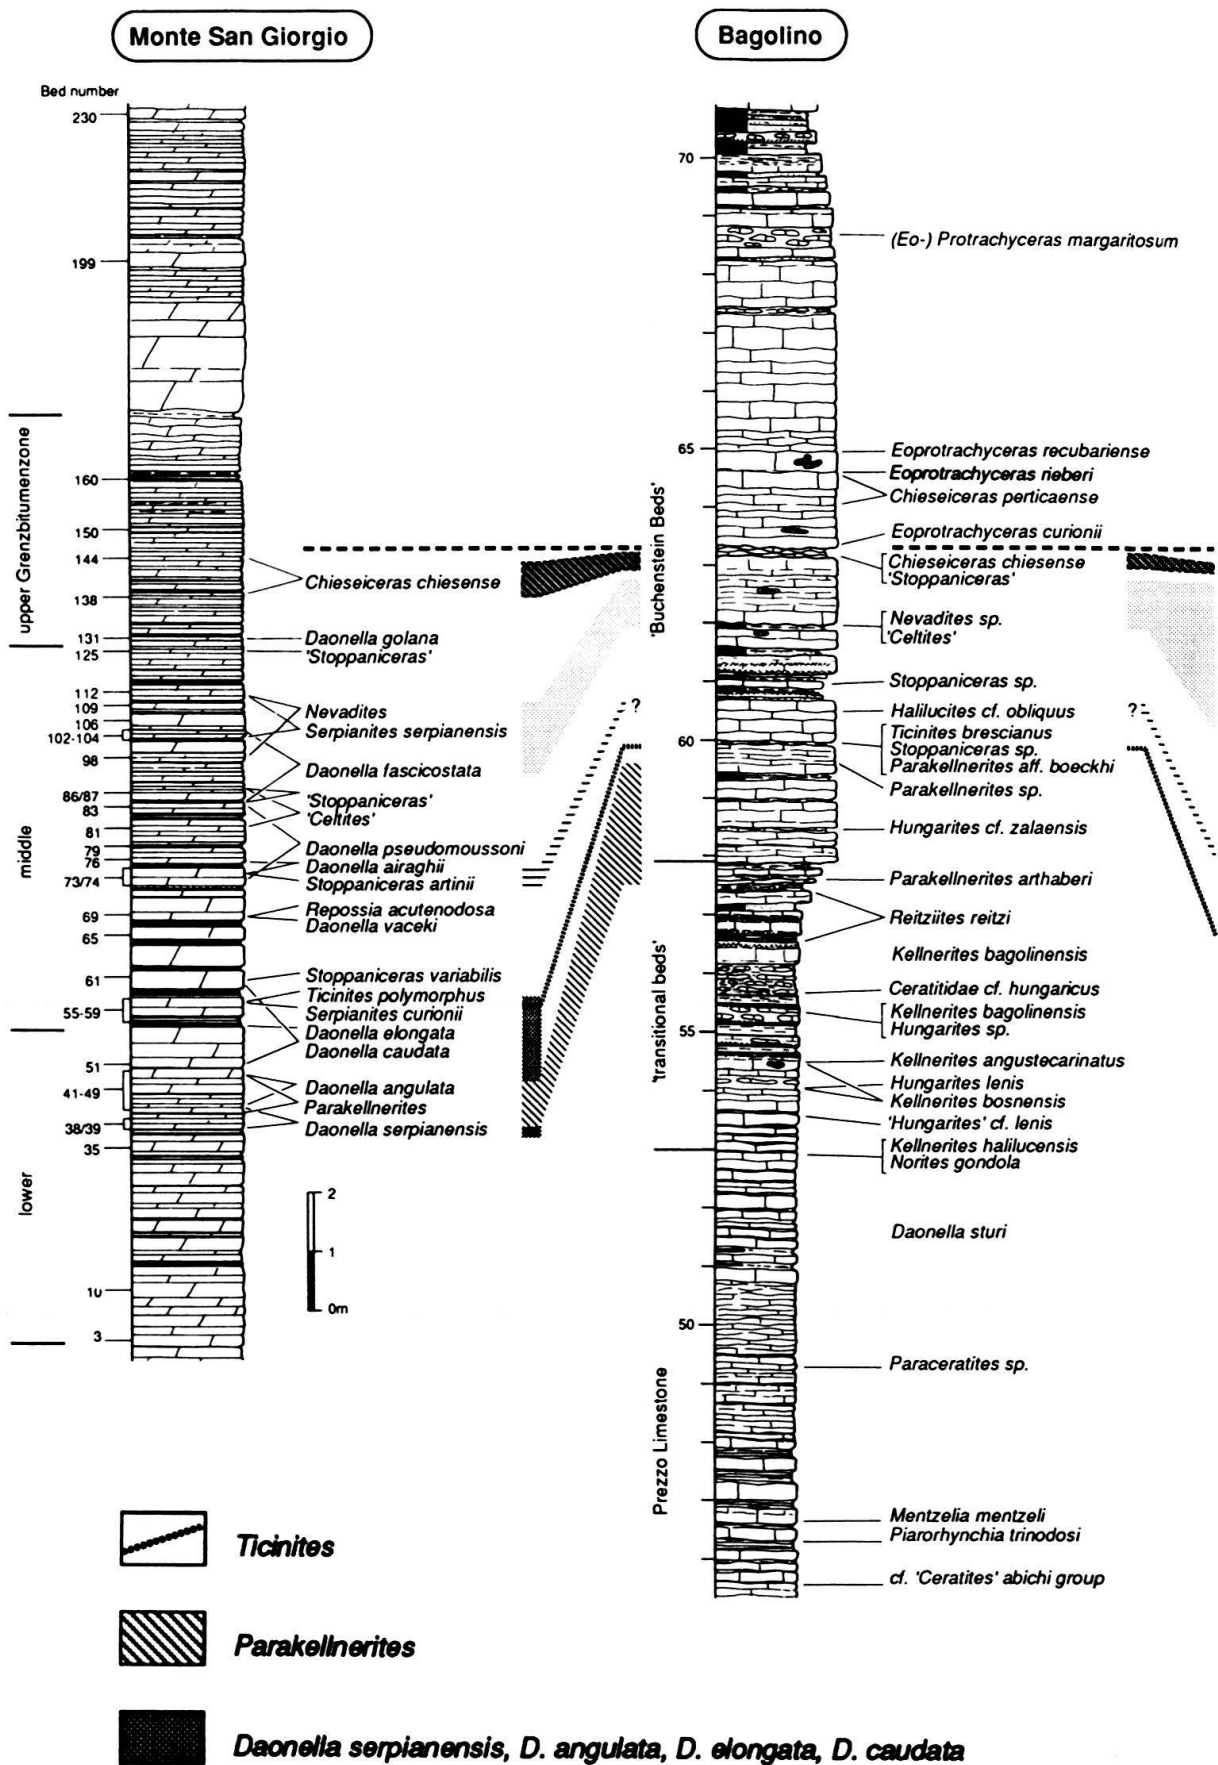 Monte San Giorgio
Bed number
230
199
160
150
144
138
131
125
112
109
106
102-104
98
86/87
83
81
79
76
73/74
69
65
61
55-59
51
41-49
38/39
35
10
3
upper Grenzbitumenzone
middle
lower
Chieseiceras chiesense
Daonella golana
'Stoppaniceras'
Nevadites
Serpianites serpianensis
Daonella fascicostata
'Stoppaniceras'
'Celtites'
Daonella pseudomoussoni
Daonella airaghii
Stoppaniceras artinii
Repossia acutenodosa
Daonella vaceki
Stoppaniceras variabilis
Ticinites polymorphus
Serpianites curionii
Daonella elongata
Daonella caudata
Daonella angulata
Parakellnerites
Daonella serpianensis
2
1
0m
?
Bagolino
70
65
60
55
50
'Buchenstein Beds'
'transitional beds'
Prezzo Limestone
(Eo-) Protrachyceras margaritosum
Eoprotrachyceras recubariense
Eoprotrachyceras rieberi
Chieseiceras perticaense
Eoprotrachyceras curionii
Chieseiceras chiesense
'Stoppaniceras'
Nevadites sp.
'Celtites'
Stoppaniceras sp.
Halilucites cf. obliquus
Ticinites brescianus
Stoppaniceras sp.
Parakellnerites aff. boeckhi
Parakellnerites sp.
Hungarites cf. zalaensis
Parakellnerites arthaberi
Reitziites reitzi
Kellnerites bagolinensis
Ceratitidae cf. hungaricus
Kellnerites bagolinensis
Hungarites sp.
Kellnerites angustecarinatus
Hungarites lenis
Kellnerites bosnensis
'Hungarites' cf. lenis
Kellnerites halilucensis
Norites gondola
Daonella sturi
Paraceratites sp.
Mentzelia mentzeli
Piarorhynchia trinodosi
cf. 'Ceratites' abichi group
?
Ticinites
Parakellnerites
Daonella serpianensis, D. angulata, D. elongata, D. caudata